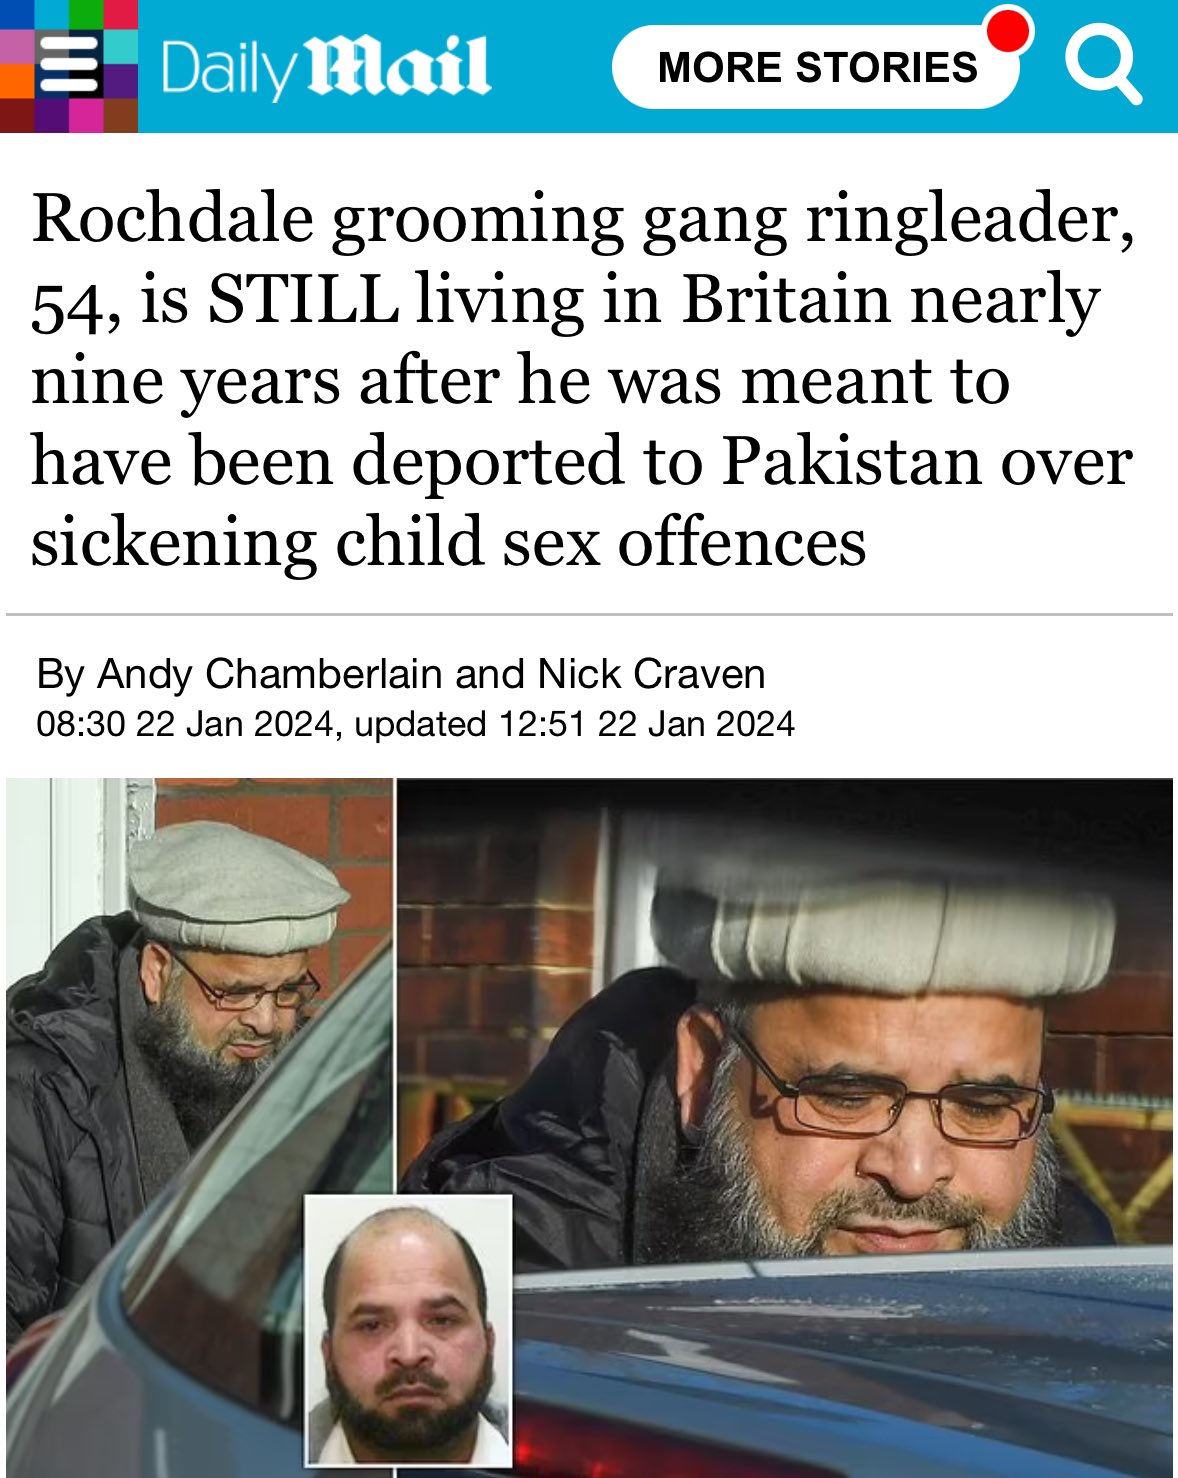 Daily Mail
MORE STORIES
Rochdale grooming gang ringleader,
54, is STILL living in Britain nearly
nine years after he was meant to
have been deported to Pakistan over
sickening child sex offences
By Andy Chamberlain and Nick Craven
08:30 22 Jan 2024, updated 12:51 22 Jan 2024